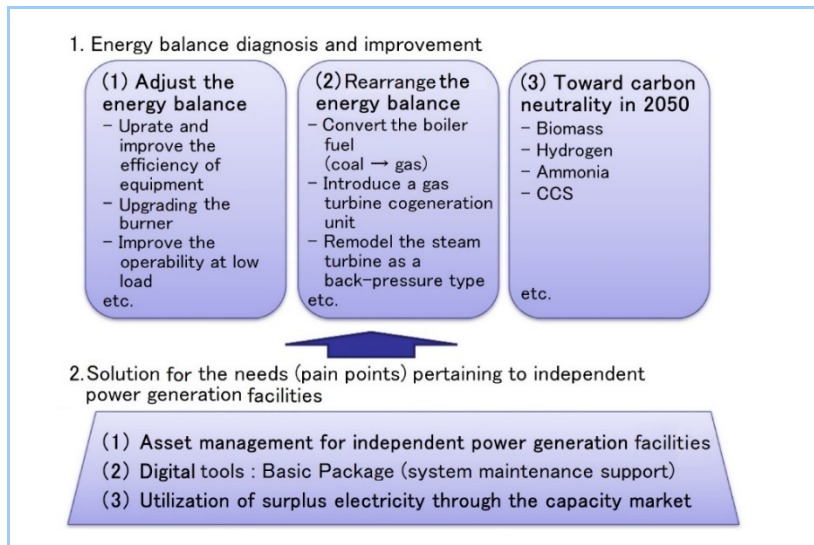 1. Energy balance diagnosis and improvement
(1) Adjust the
energy balance
- Uprate and
improve the
efficiency of
equipment
- Upgrading the
burner
- Improve the
operability at low
load
etc.
(2) Rearrange the
energy balance
- Convert the boiler
fuel
(coal → gas)
- Introduce a gas
turbine cogeneration
unit
- Remodel the steam
turbine as a
back-pressure type
etc.
(3) Toward carbon
neutrality in 2050
- Biomass
- Hydrogen
- Ammonia
- CCS
etc.
2.Solution for the needs (pain points) pertaining to independent
power generation facilities
(1) Asset management for independent power generation facilities
(2) Digital tools : Basic Package (system maintenance support)
(3) Utilization of surplus electricity through the capacity market